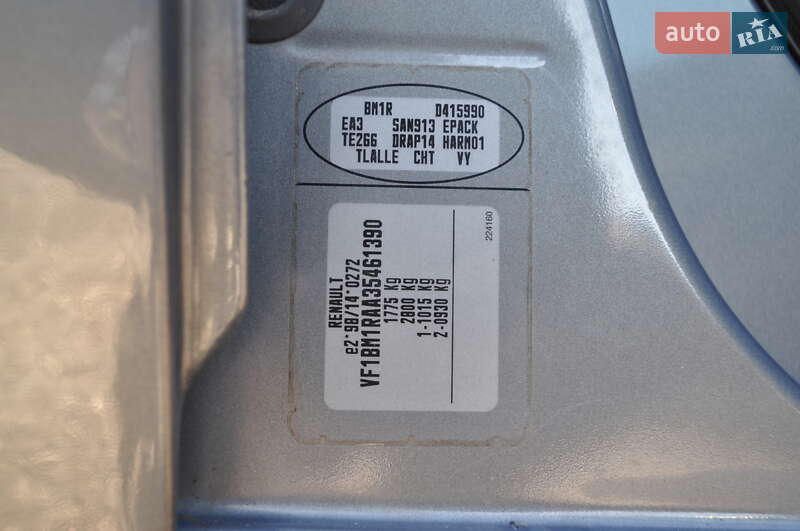 auto RIA
.com
BM1R D415990
EA3 SAN913 EPACK
TE266 DRAP14 HARM01
TLALLE CHT VY
RENAULT
e2*98/14*0272
VF1BM1RAA35461390
1775 Kg
2800 Kg
1-1015 Kg
2-0930 Kg
224160